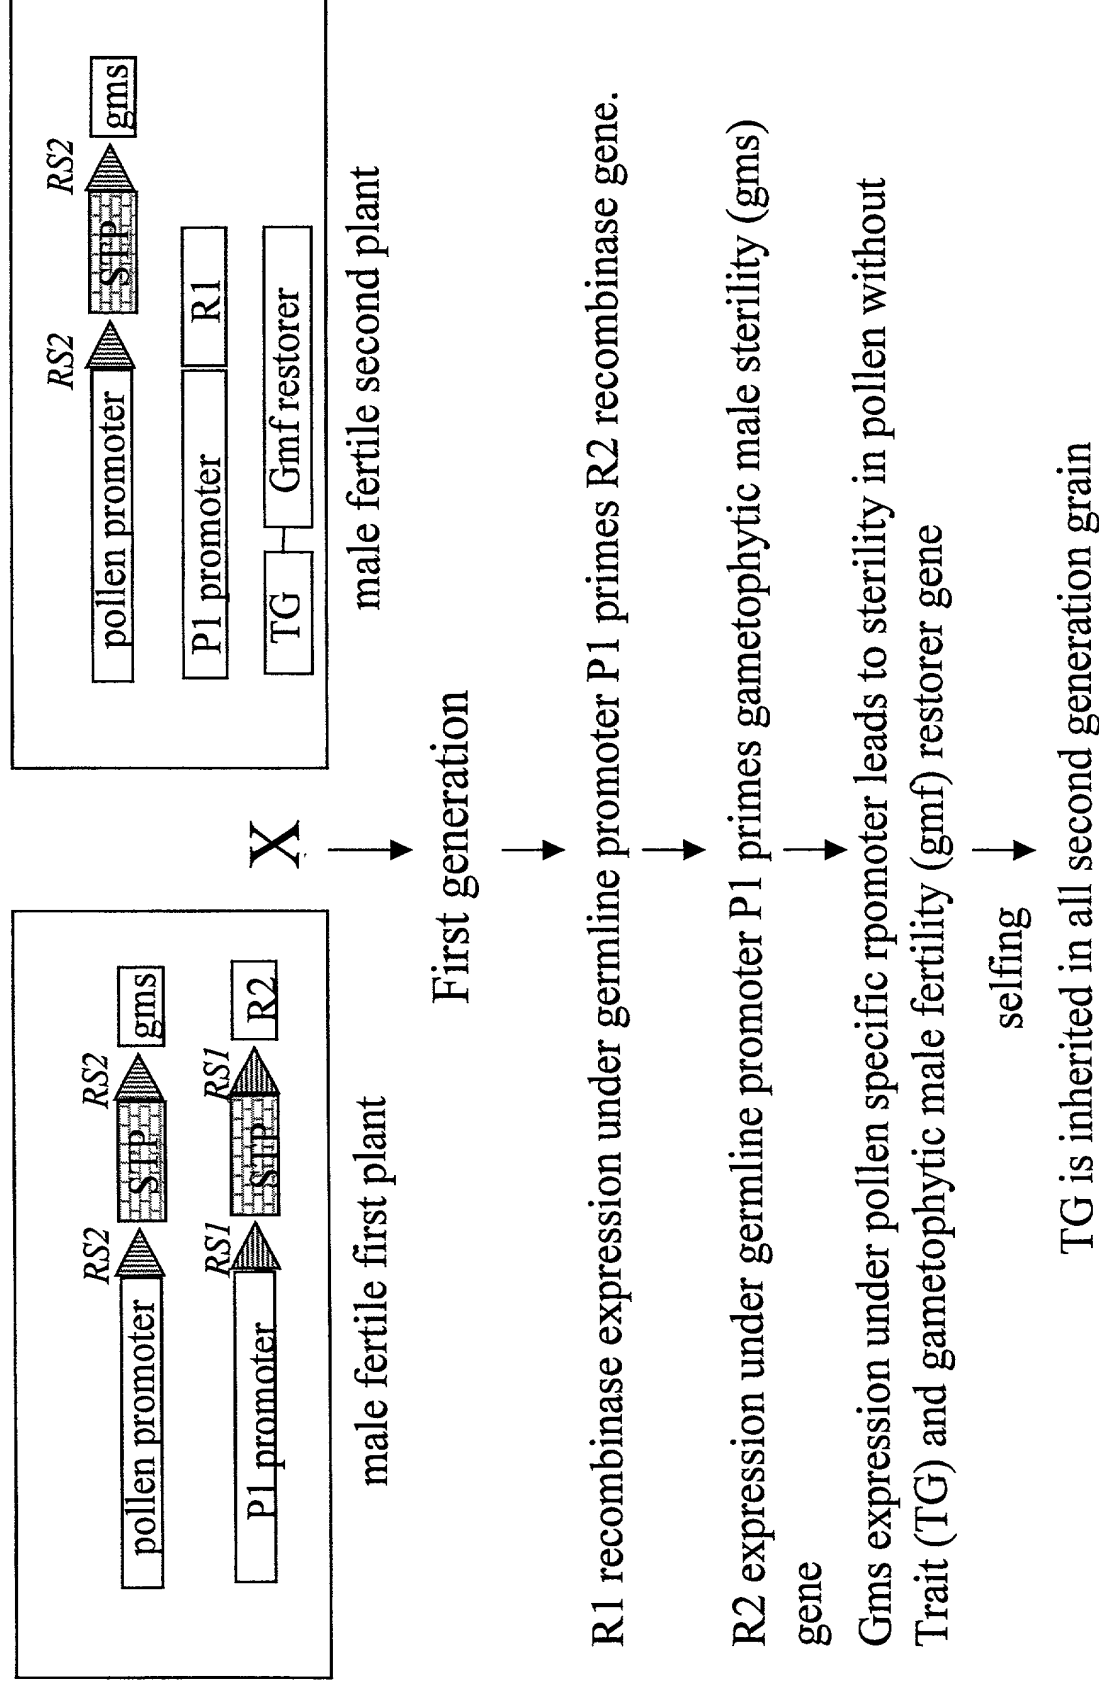 RS2 RS2
pollen promoter STP gms
RS1 RS1
P1 promoter STP R2
male fertile first plant
X
RS2 RS2
pollen promoter STP gms
P1 promoter R1
TG Gmf restorer
male fertile second plant
First generation
R1 recombinase expression under germline promoter P1 primes R2 recombinase gene.
R2 expression under germline promoter P1 primes gametophytic male sterility (gms)
gene
Gms expression under pollen specific rpomoter leads to sterility in pollen without
Trait (TG) and gametophytic male fertility (gmf) restorer gene
selfing
TG is inherited in all second generation grain